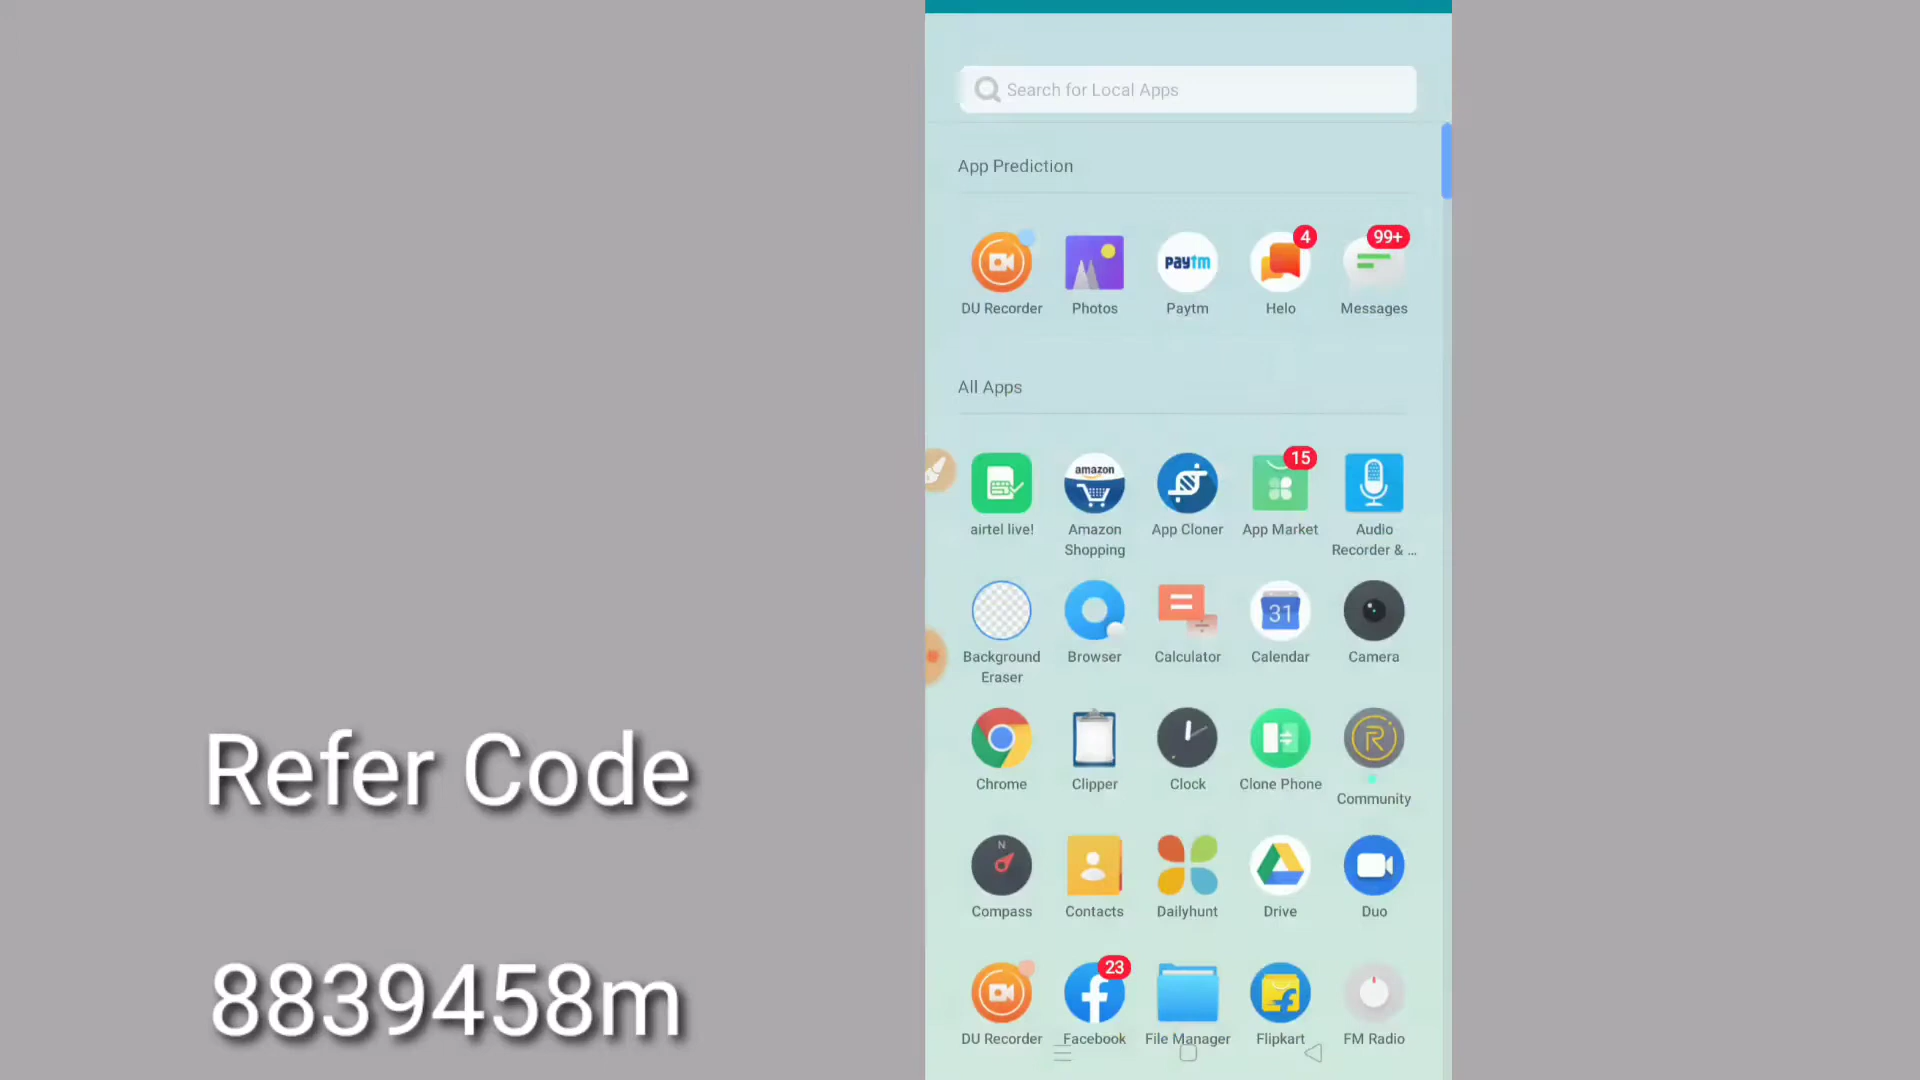 Search for Local Apps
App Prediction
4
99+
paytm
DU Recorder
Photos
Paytm
Helo
Messages
All Apps
15
amazon
airtel live!
Amazon
Shopping
App Cloner
App Market
Audio
Recorder & ...
31
Background
Eraser
Browser
Calculator
Calendar
Camera
R
Chrome
Clipper
Clock
Clone Phone
Community
N
Compass
Contacts
Dailyhunt
Drive
Duo
23
DU Recorder
Facebook
File Manager
Flipkart
FM Radio
Refer Code
8839458m